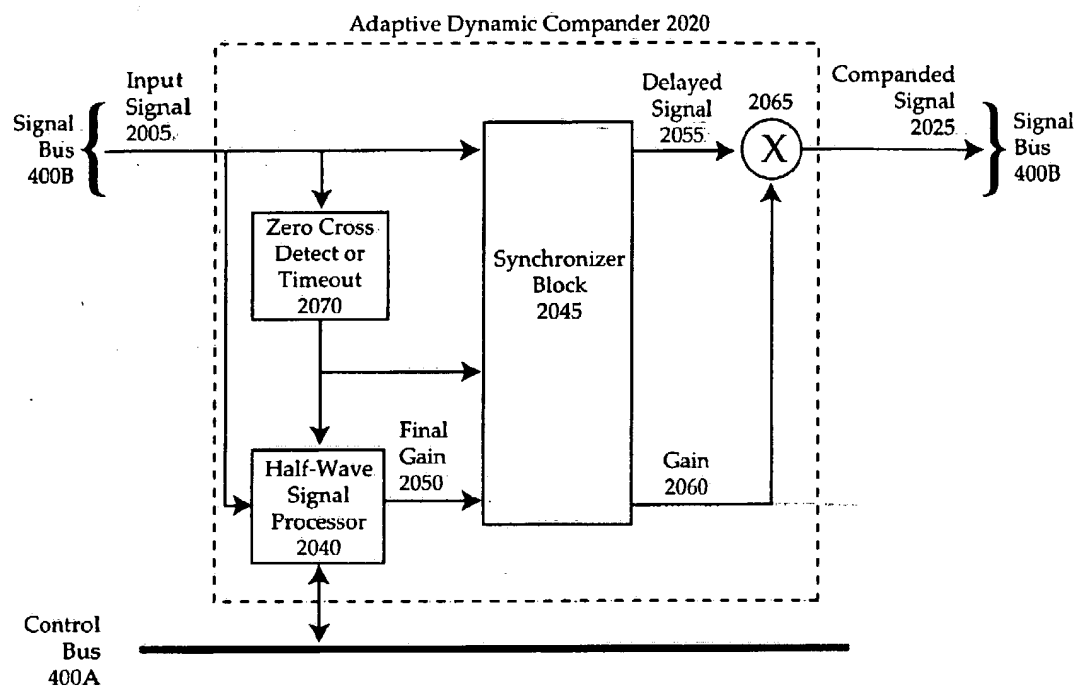 Adaptive Dynamic Compander 2020
Signal
Bus
400B
Input
Signal
2005
Delayed
Signal
2055
2065
X
Companded
Signal
2025
Signal
Bus
400B
Zero Cross
Detect or
Timeout
2070
Synchronizer
Block
2045
Half-Wave
Signal
Processor
2040
Final
Gain
2050
Gain
2060
Control
Bus
400A